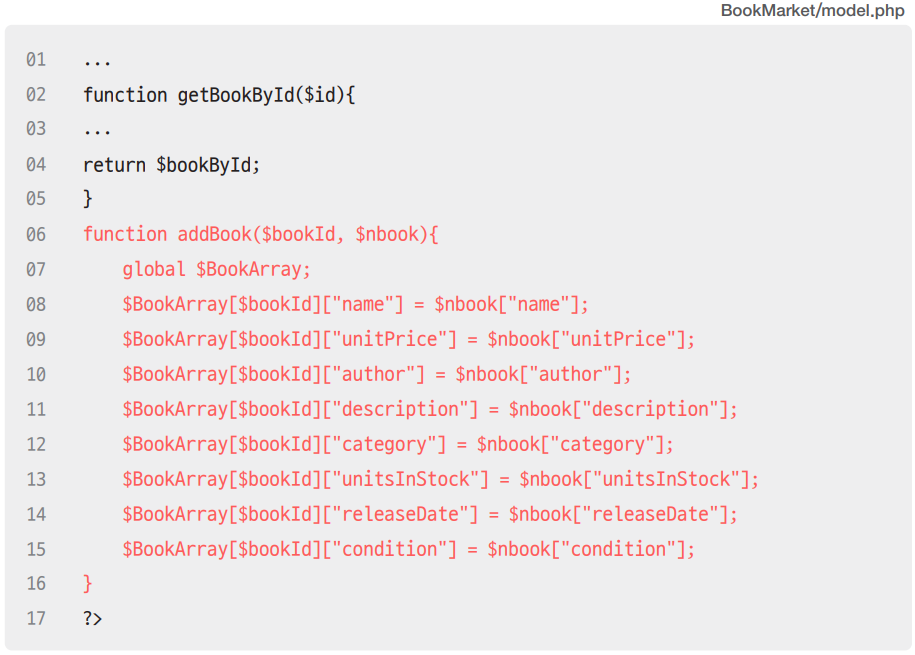 BookMarket/model.php
01 ...
02 function getBookById($id){
03 ...
04 return $bookById;
05 }
06 function addBook($bookId, $nbook){
07     global $BookArray;
08     $BookArray[$bookId]["name"] = $nbook["name"];
09     $BookArray[$bookId]["unitPrice"] = $nbook["unitPrice"];
10     $BookArray[$bookId]["author"] = $nbook["author"];
11     $BookArray[$bookId]["description"] = $nbook["description"];
12     $BookArray[$bookId]["category"] = $nbook["category"];
13     $BookArray[$bookId]["unitsInStock"] = $nbook["unitsInStock"];
14     $BookArray[$bookId]["releaseDate"] = $nbook["releaseDate"];
15     $BookArray[$bookId]["condition"] = $nbook["condition"];
16 }
17 ?>